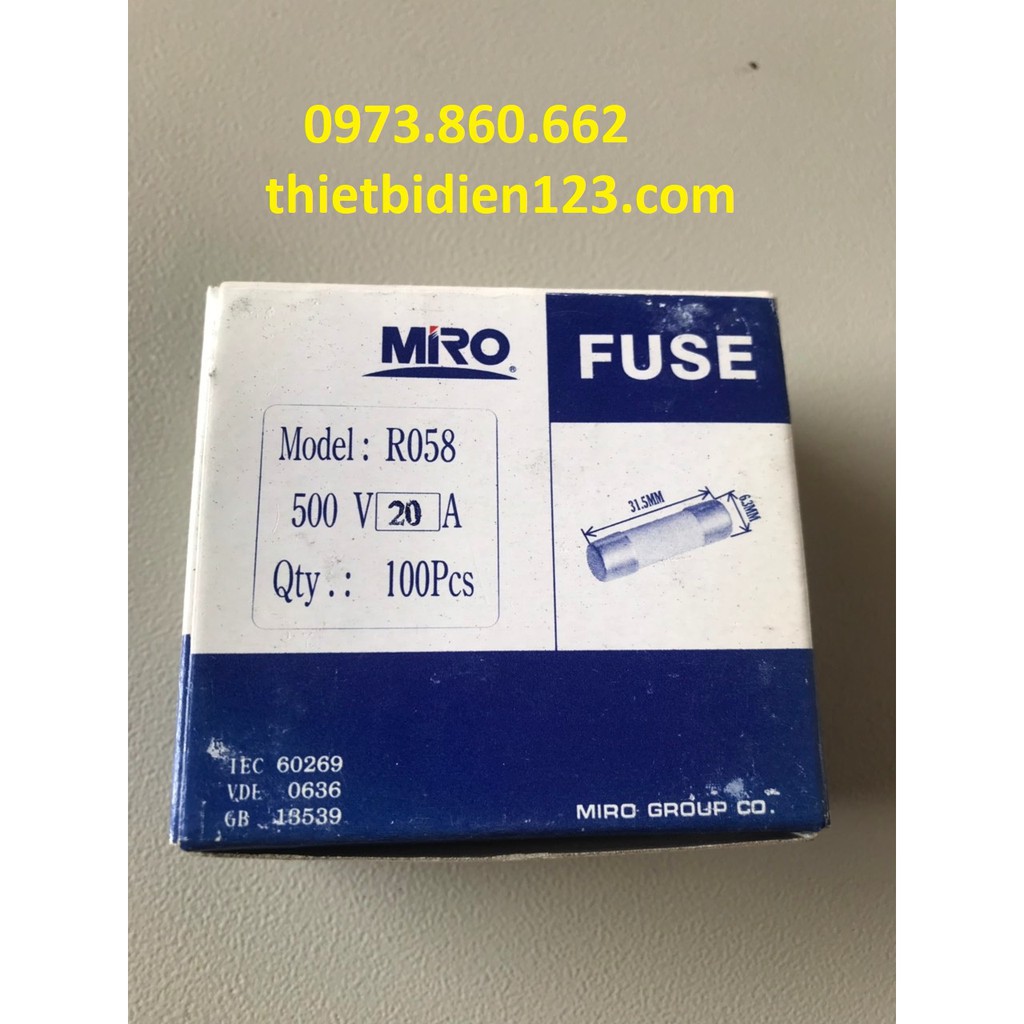 0973.860.662
thietbidien123.com
MIRO®
FUSE
Model: R058
500 V 20 A
Qty.: 100Pcs
31.5MM
6.3MM
IEC 60269
VDE 0636
GB 13539
MIRO GROUP CO.